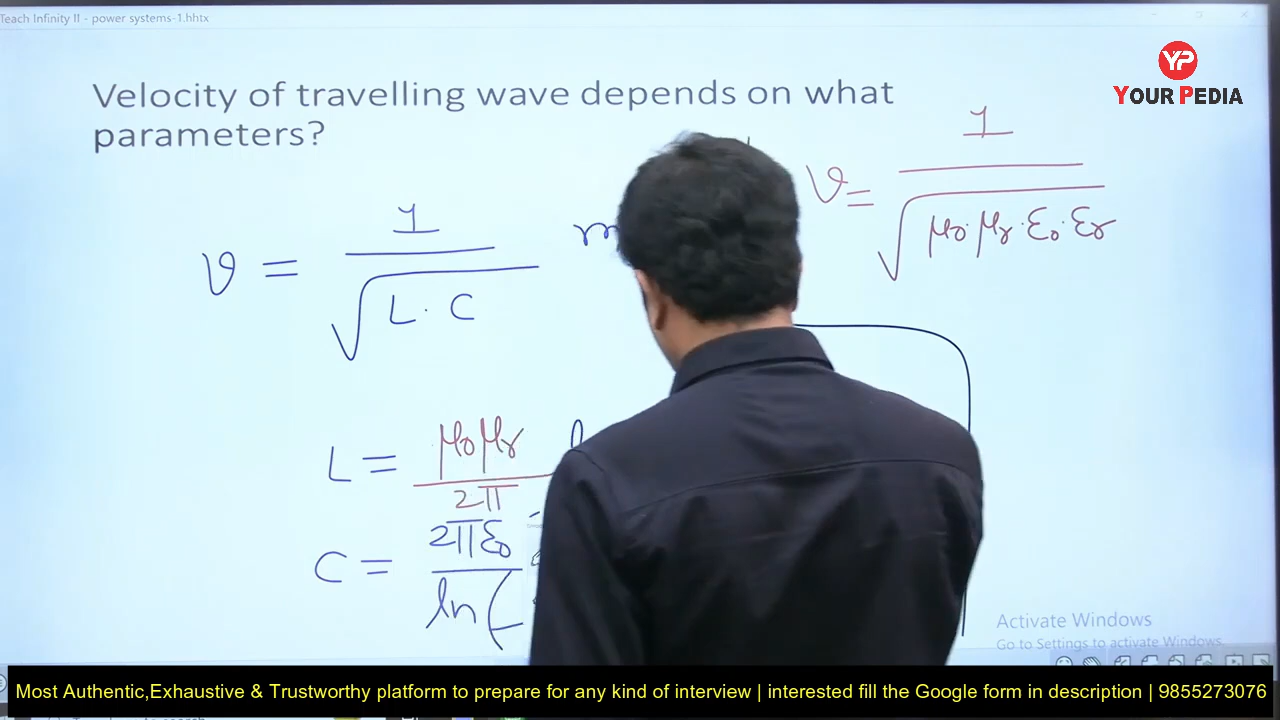 Teach Infinity II - power systems-1.hhtx
YP
YOUR PEDIA
Velocity of travelling wave depends on what
parameters?
v = 1 / √(L · C)
m
v = 1 / √(μ₀ · μᵣ · ε₀ · εᵣ)
L = μ₀μᵣ / 2π
C = 2πε₀ / ln(
Activate Windows
Go to Settings to activate Windows.
Most Authentic,Exhaustive & Trustworthy platform to prepare for any kind of interview | interested fill the Google form in description | 9855273076